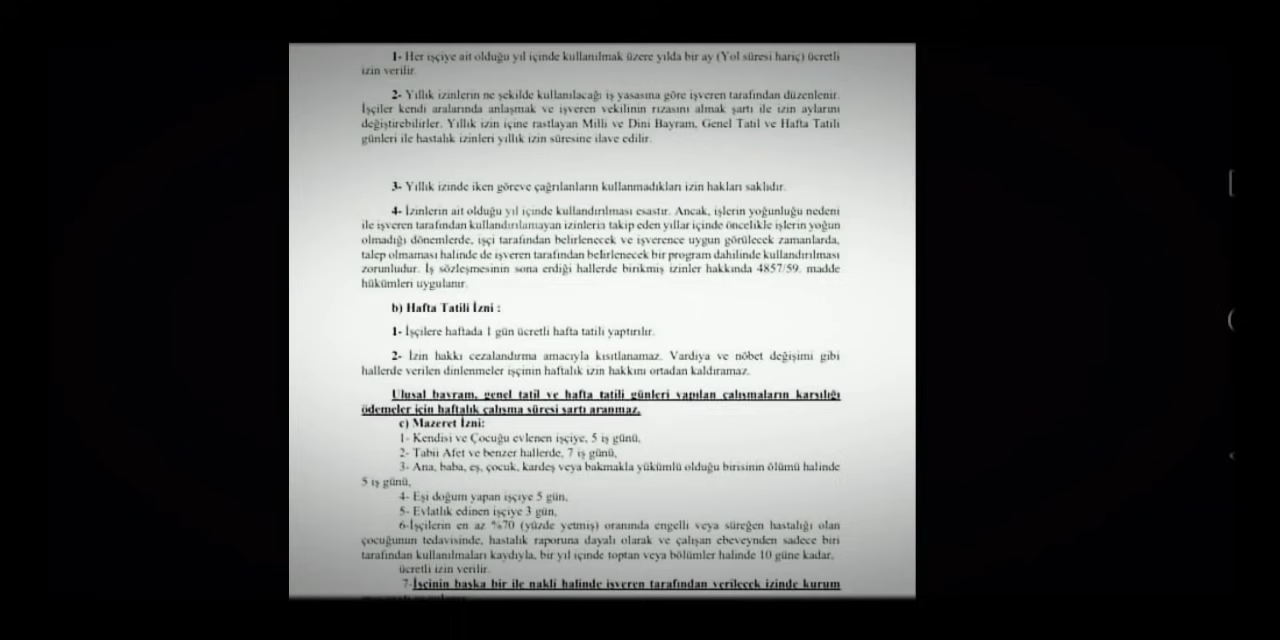 1- Her işçiye ait olduğu yıl içinde kullanılmak üzere yılda bir ay (Yol süresi hariç) ücretli
izin verilir.
2- Yıllık izinlerin ne şekilde kullanılacağı iş yasasına göre işveren tarafından düzenlenir.
İşçiler kendi aralarında anlaşmak ve işveren vekilinin rızasını almak şartı ile izin aylarını
değiştirebilirler. Yıllık izin içine rastlayan Milli ve Dini Bayram, Genel Tatil ve Hafta Tatili
günleri ile hastalık izinleri yıllık izin süresine ilave edilir.
3- Yıllık izinde iken göreve çağrılanların kullanmadıkları izin hakları saklıdır.
4- İzinlerin ait olduğu yıl içinde kullandırılması esastır. Ancak, işlerin yoğunluğu nedeni
ile işveren tarafından kullandırılamayan izinlerin takip eden yıllar içinde öncelikle işlerin yoğun
olmadığı dönemlerde, işçi tarafından belirlenecek ve işverence uygun görülecek zamanlarda,
talep olmaması halinde de işveren tarafından belirlenecek bir program dahilinde kullandırılması
zorunludur. İş sözleşmesinin sona erdiği hallerde birikmiş izinler hakkında 4857/59. madde
hükümleri uygulanır.
b) Hafta Tatili İzni :
1- İşçilere haftada 1 gün ücretli hafta tatili yaptırılır.
2- İzin hakkı cezalandırma amacıyla kısıtlanamaz. Vardiya ve nöbet değişimi gibi
hallerde verilen dinlenmeler işçinin haftalık izin hakkını ortadan kaldıramaz.
Ulusal bayram, genel tatil ve hafta tatili günleri yapılan çalışmaların karşılığı
ödemeler için haftalık çalışma süresi şartı aranmaz.
c) Mazeret İzni:
1- Kendisi ve Çocuğu evlenen işçiye, 5 iş günü,
2- Tabii Afet ve benzer hallerde, 7 iş günü,
3- Ana, baba, eş, çocuk, kardeş veya bakmakla yükümlü olduğu birisinin ölümü halinde
5 iş günü,
4- Eşi doğum yapan işçiye 5 gün,
5- Evlatlık edinen işçiye 3 gün,
6-İşçilerin en az %70 (yüzde yetmiş) oranında engelli veya süreğen hastalığı olan
çocuğunun tedavisinde, hastalık raporuna dayalı olarak ve çalışan ebeveynden sadece biri
tarafından kullanılmaları kaydıyla, bir yıl içinde toptan veya bölümler halinde 10 güne kadar,
ücretli izin verilir.
7-İşçinin başka bir ile nakli halinde işveren tarafından verilecek izinde kurum